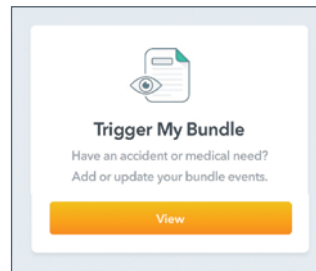 Trigger My Bundle
Have an accident or medical need?
Add or update your bundle events.
View